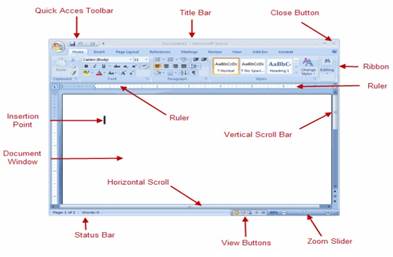 Quick Acces Toolbar
Title Bar
Close Button
Home Insert Page Layout References Mailings Review View Add-Ins Acrobat
Calibri (Body) 11
AaBbCcDc AaBbCcDc AaBbC
¶ Normal ¶ No Spaci... Heading 1
Change Styles Editing
Clipboard Font Paragraph Styles
Ribbon
Ruler
Ruler
Insertion
Point
Vertical Scroll Bar
Document
Window
Horizontal Scroll
Page: 1 of 1 Words: 0
Status Bar
View Buttons
Zoom Slider